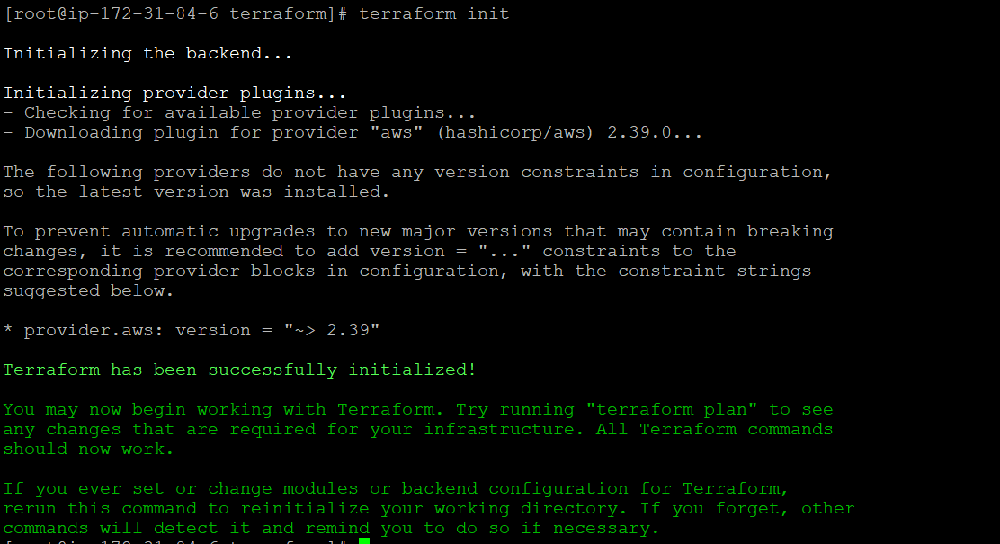 [root@ip-172-31-84-6 terraform]# terraform init
Initializing the backend...
Initializing provider plugins...
- Checking for available provider plugins...
- Downloading plugin for provider "aws" (hashicorp/aws) 2.39.0...
The following providers do not have any version constraints in configuration,
so the latest version was installed.
To prevent automatic upgrades to new major versions that may contain breaking
changes, it is recommended to add version = "..." constraints to the
corresponding provider blocks in configuration, with the constraint strings
suggested below.
* provider.aws: version = "~> 2.39"
Terraform has been successfully initialized!
You may now begin working with Terraform. Try running "terraform plan" to see
any changes that are required for your infrastructure. All Terraform commands
should now work.
If you ever set or change modules or backend configuration for Terraform,
rerun this command to reinitialize your working directory. If you forget, other
commands will detect it and remind you to do so if necessary.
[root@ip-172-31-84-6 terraform]#